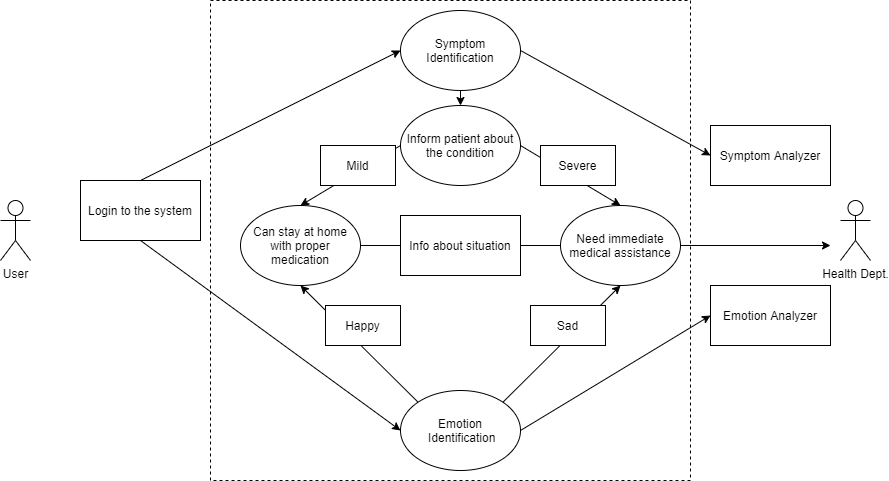 Symptom
Identification
Inform patient about
the condition
Mild
Severe
Symptom Analyzer
Login to the system
User
Can stay at home
with proper
medication
Info about situation
Need immediate
medical assistance
Health Dept.
Happy
Sad
Emotion Analyzer
Emotion
Identification